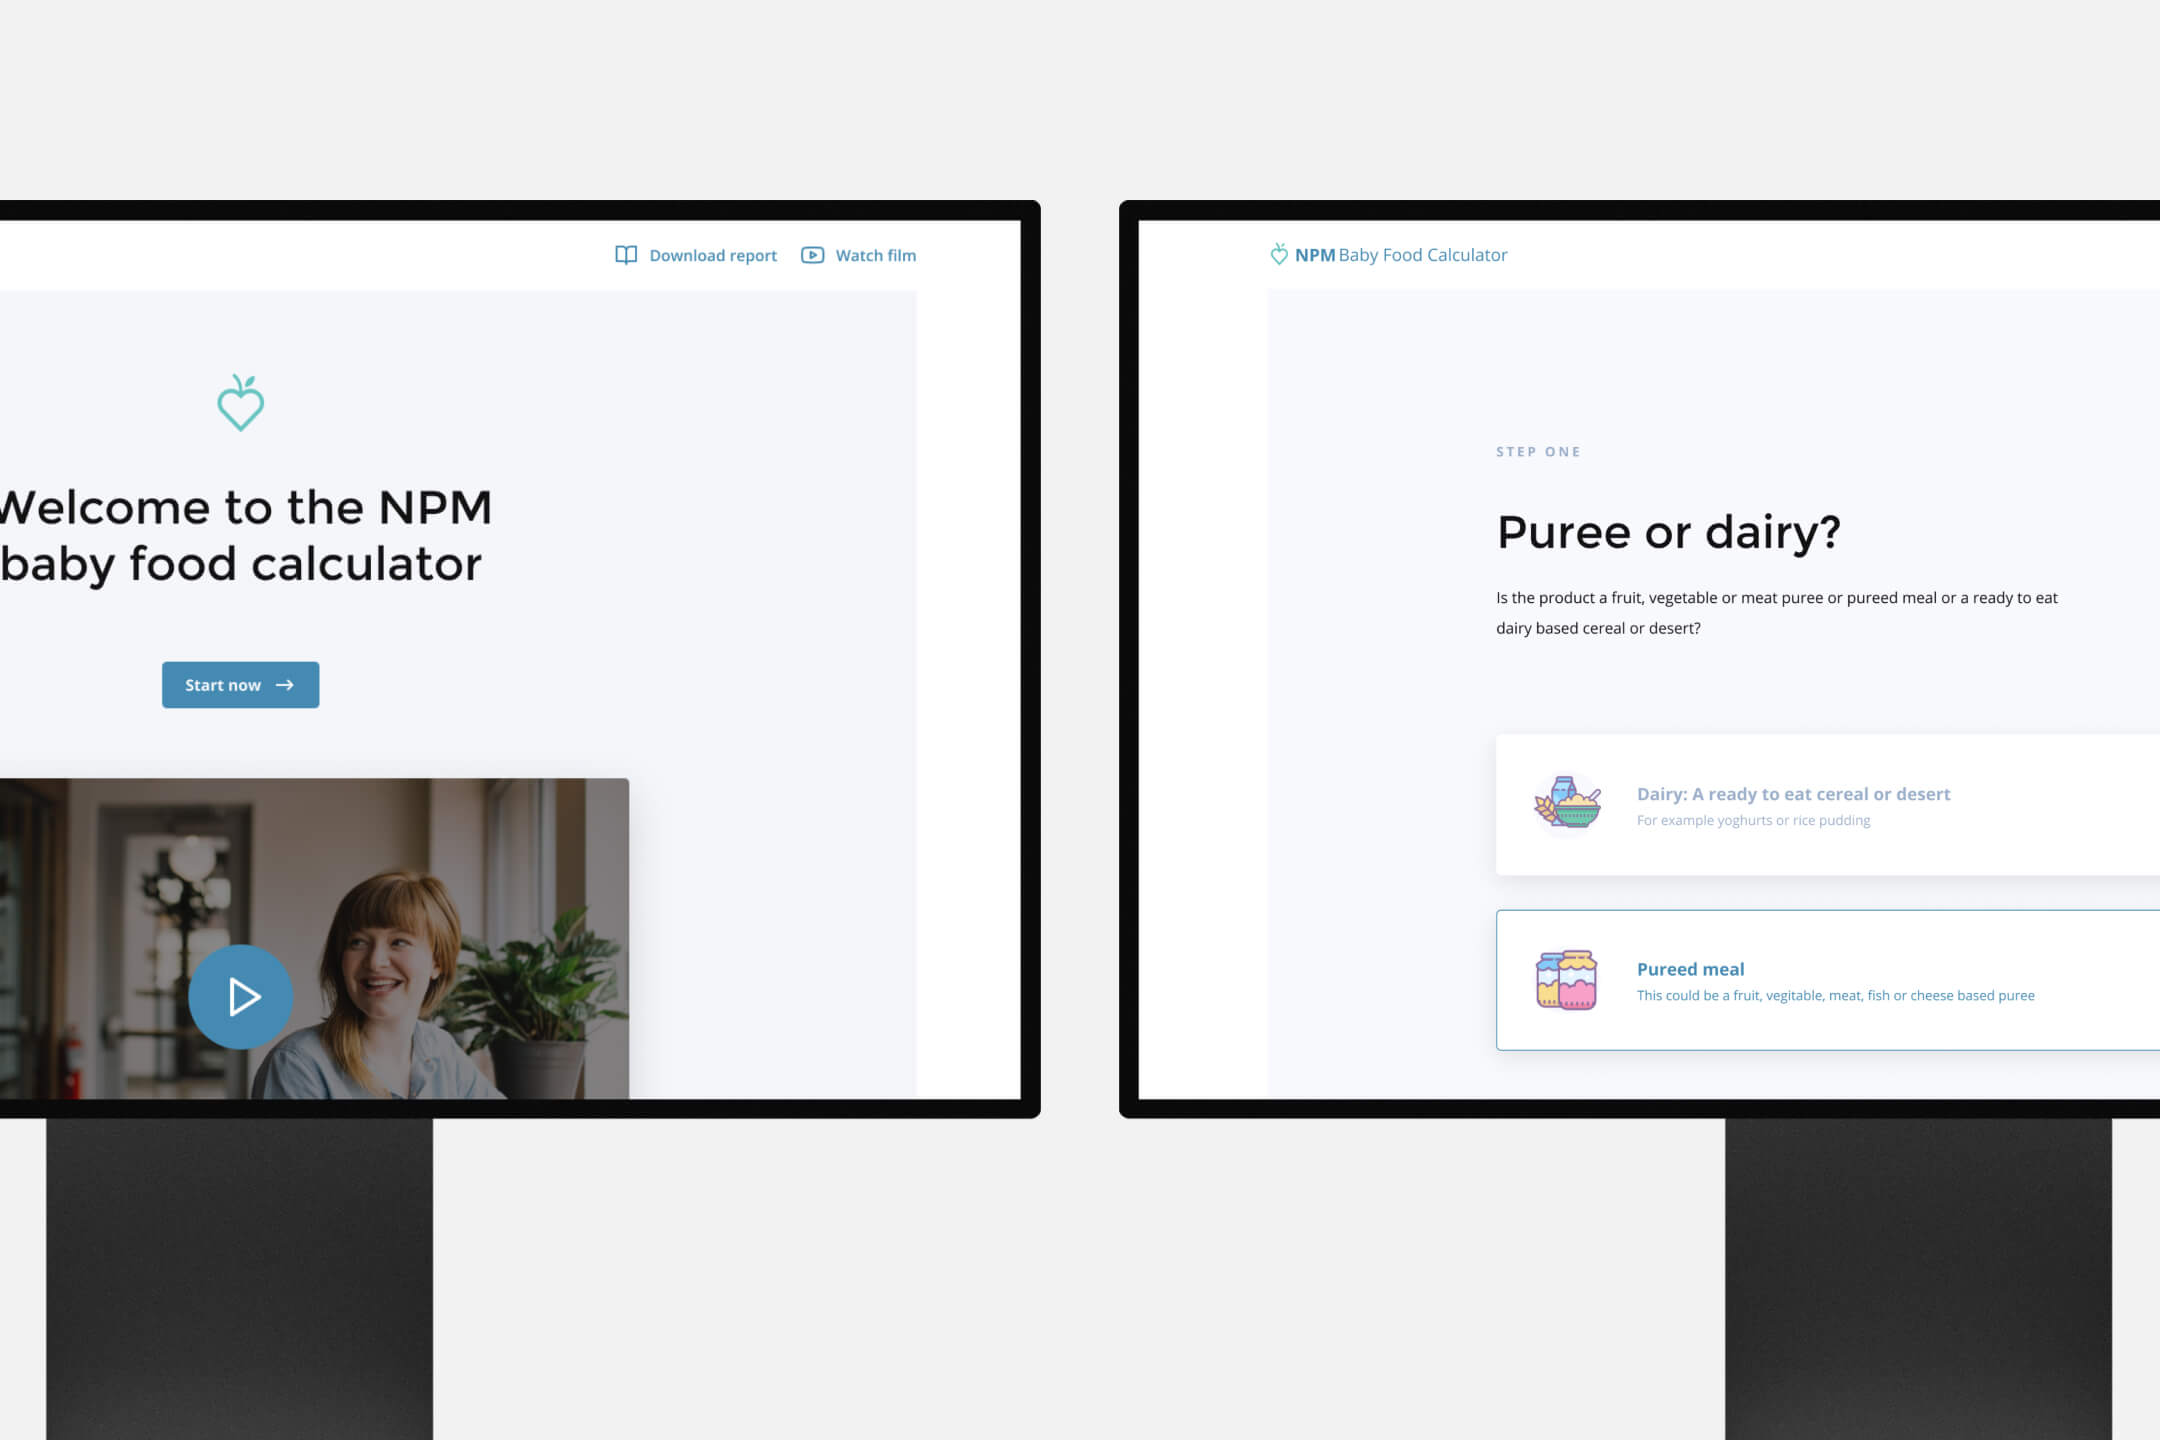 Download report
Watch film
Welcome to the NPM
baby food calculator
Start now
NPM Baby Food Calculator
STEP ONE
Puree or dairy?
Is the product a fruit, vegetable or meat puree or pureed meal or a ready to eat
dairy based cereal or desert?
Dairy: A ready to eat cereal or desert
For example yoghurts or rice pudding
Pureed meal
This could be a fruit, vegitable, meat, fish or cheese based puree